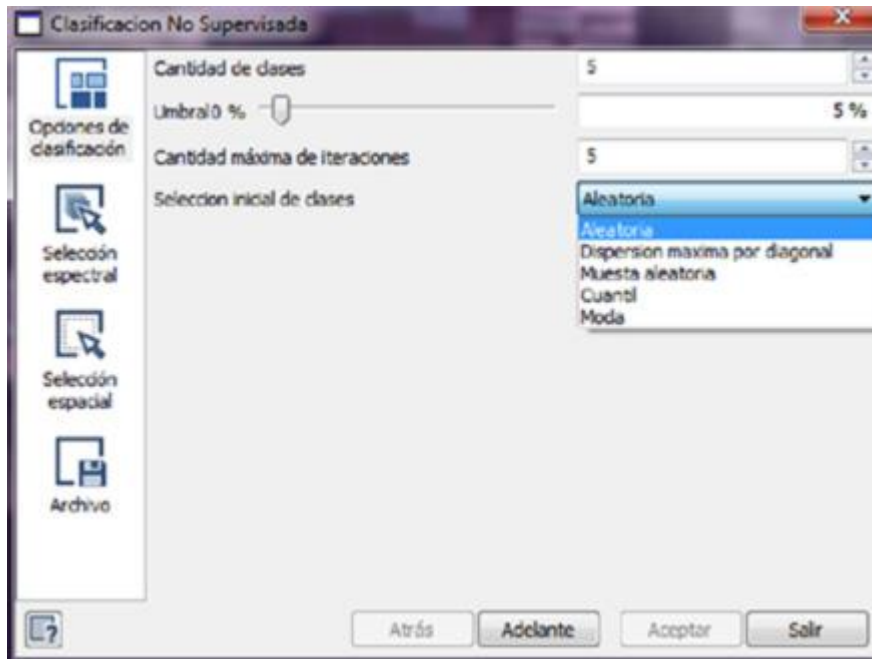 Clasificacion No Supervisada
Opciones de
clasificación
Selección
espectral
Selección
espacial
Archivo
Cantidad de clases
5
Umbral0 %
5 %
Cantidad máxima de iteraciones
5
Seleccion inicial de clases
Aleatoria
Aleatoria
Dispersion maxima por diagonal
Muesta aleatoria
Cuantil
Moda
?
Atrás
Adelante
Aceptar
Salir